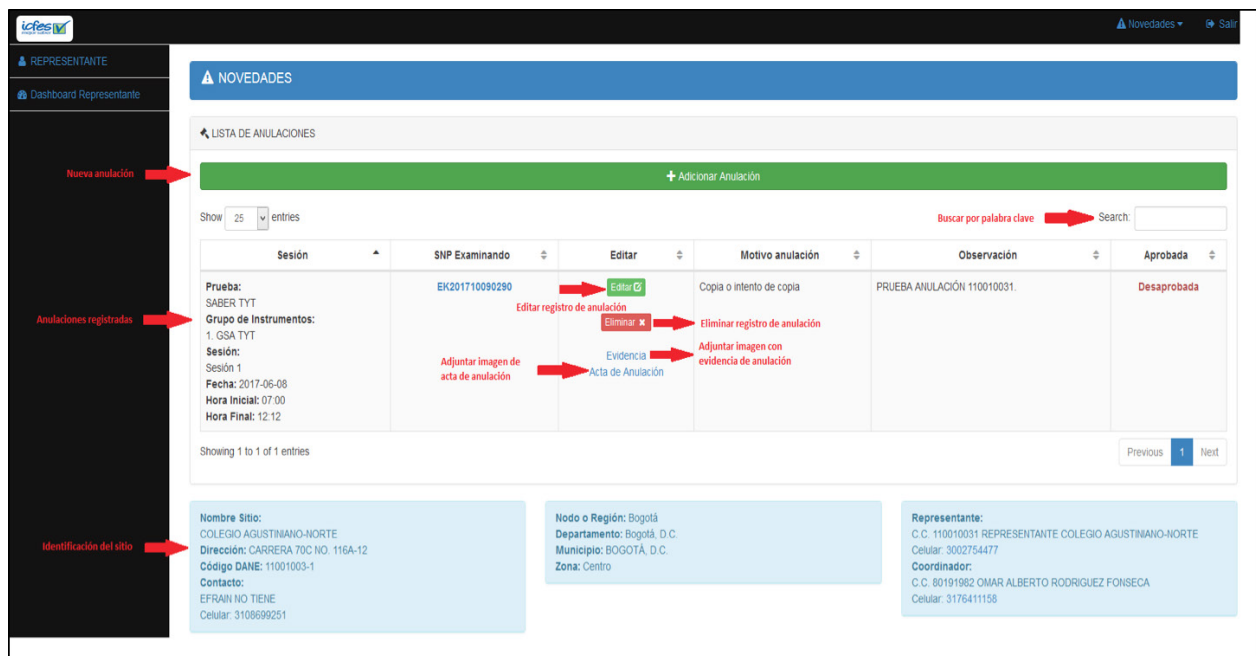 icfes
mejor saber
Novedades
Salir
REPRESENTANTE
Dashboard Representante
NOVEDADES
LISTA DE ANULACIONES
Nueva anulación
Adicionar Anulación
Show 25 entries
Buscar por palabra clave
Search:
Sesión SNP Examinando Editar Motivo anulación Observación Aprobada
Anulaciones registradas
Prueba:
SABER TYT
Grupo de Instrumentos:
1. GSA TYT
Sesión:
Sesión 1
Fecha: 2017-06-08
Hora Inicial: 07:00
Hora Final: 12:12
EK201710090290
Editar
Editar registro de anulación
Eliminar
Eliminar registro de anulación
Evidencia
Adjuntar imagen con
evidencia de anulación
Adjuntar imagen de
acta de anulación
Acta de Anulación
Copia o intento de copia
PRUEBA ANULACIÓN 110010031.
Desaprobada
Showing 1 to 1 of 1 entries
Previous 1 Next
Identificación del sitio
Nombre Sitio:
COLEGIO AGUSTINIANO-NORTE
Dirección: CARRERA 70C NO. 116A-12
Código DANE: 11001003-1
Contacto:
EFRAIN NO TIENE
Celular: 3108699251
Nodo o Región: Bogotá
Departamento: Bogotá, D.C.
Municipio: BOGOTÁ, D.C.
Zona: Centro
Representante:
C.C. 110010031 REPRESENTANTE COLEGIO AGUSTINIANO-NORTE
Celular: 3002754477
Coordinador:
C.C. 80191982 OMAR ALBERTO RODRIGUEZ FONSECA
Celular: 3176411158